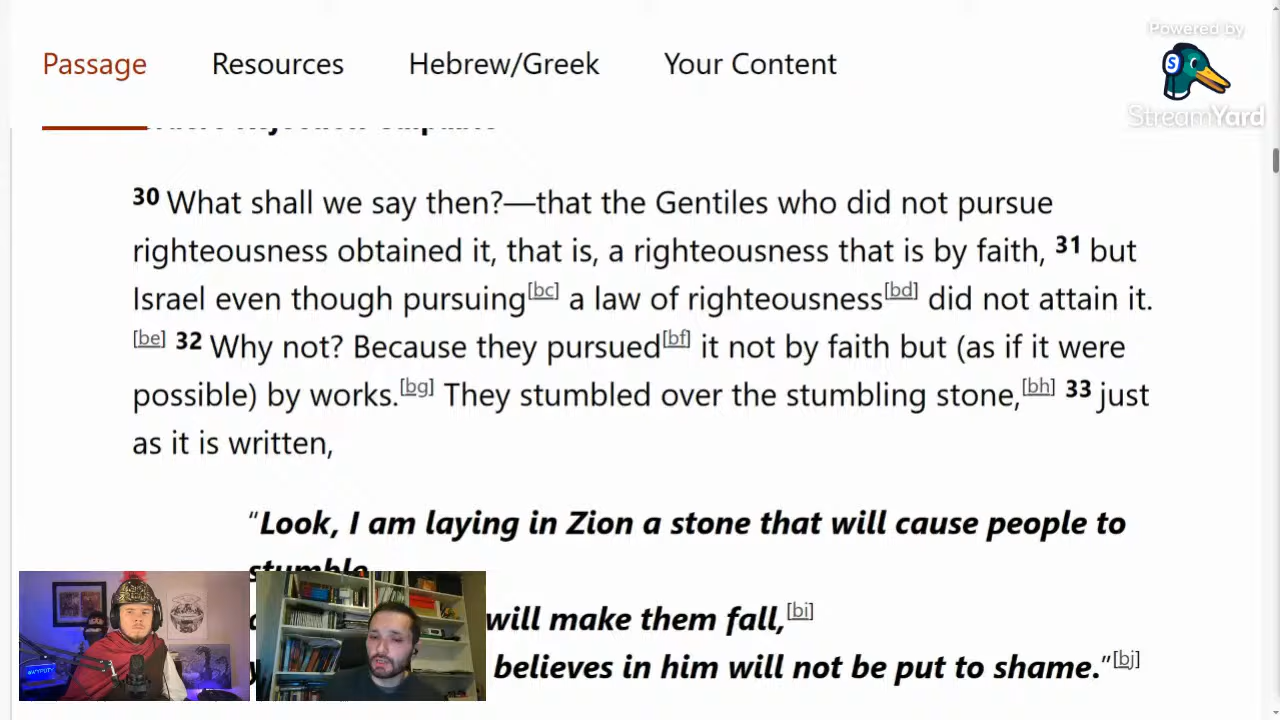 Powered by
Passage Resources Hebrew/Greek Your Content
StreamYard
30 What shall we say then?—that the Gentiles who did not pursue
righteousness obtained it, that is, a righteousness that is by faith, 31 but
Israel even though pursuing[bc] a law of righteousness[bd] did not attain it.
[be] 32 Why not? Because they pursued[bf] it not by faith but (as if it were
possible) by works.[bg] They stumbled over the stumbling stone,[bh] 33 just
as it is written,
"Look, I am laying in Zion a stone that will cause people to
stumble
will make them fall,[bi]
believes in him will not be put to shame."[bj]